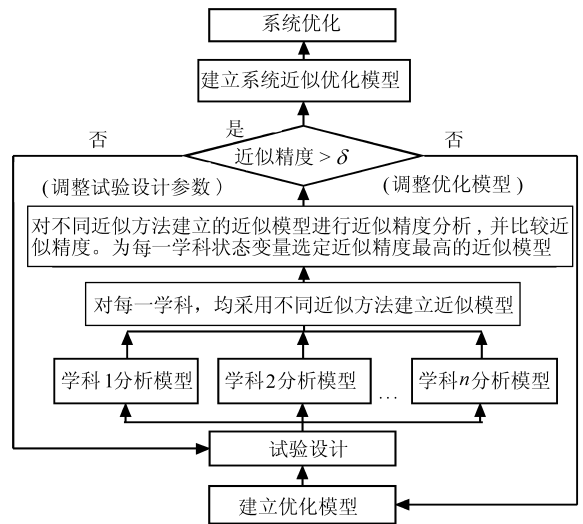 系统优化
建立系统近似优化模型
否
是
否
近似精度 > δ
(调整试验设计参数)
(调整优化模型)
对不同近似方法建立的近似模型进行近似精度分析，并比较近
似精度。为每一学科状态变量选定近似精度最高的近似模型
对每一学科，均采用不同近似方法建立近似模型
学科1分析模型
学科2分析模型
...
学科n分析模型
试验设计
建立优化模型